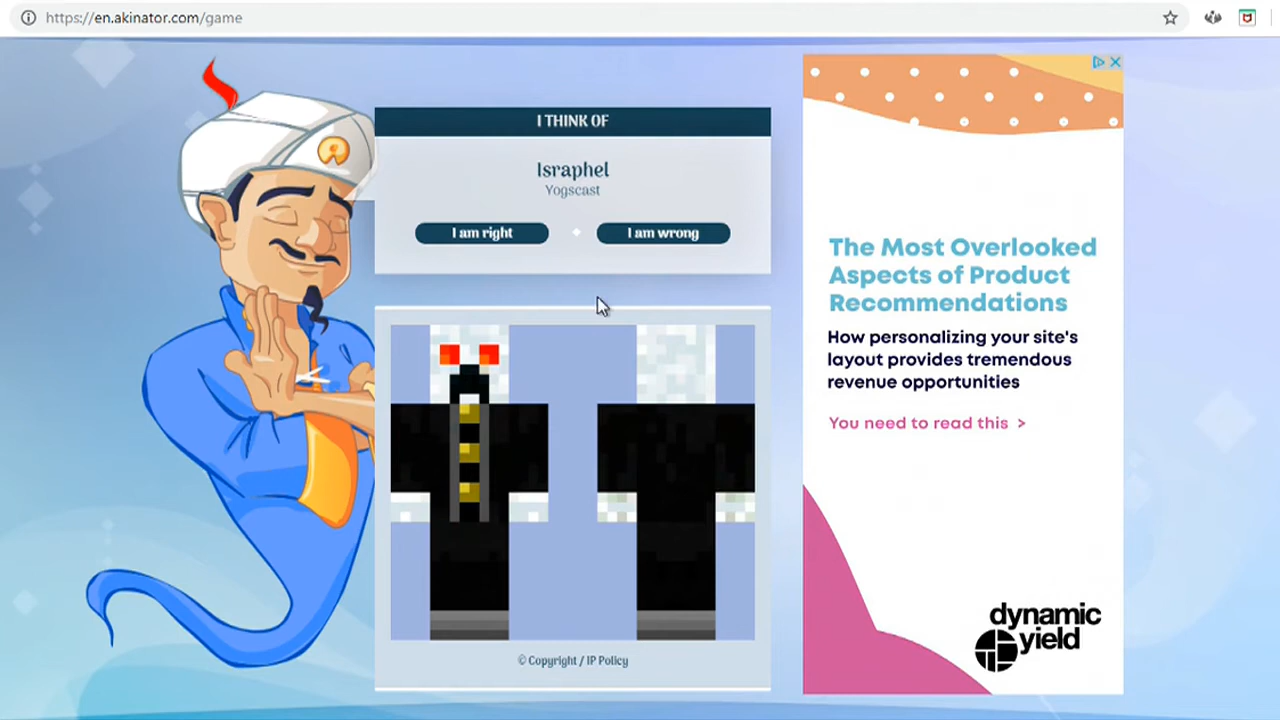 https://en.akinator.com/game
I THINK OF
Israphel
Yogscast
I am right
I am wrong
© Copyright / IP Policy
The Most Overlooked
Aspects of Product
Recommendations
How personalizing your site's
layout provides tremendous
revenue opportunities
You need to read this >
dynamic
yield